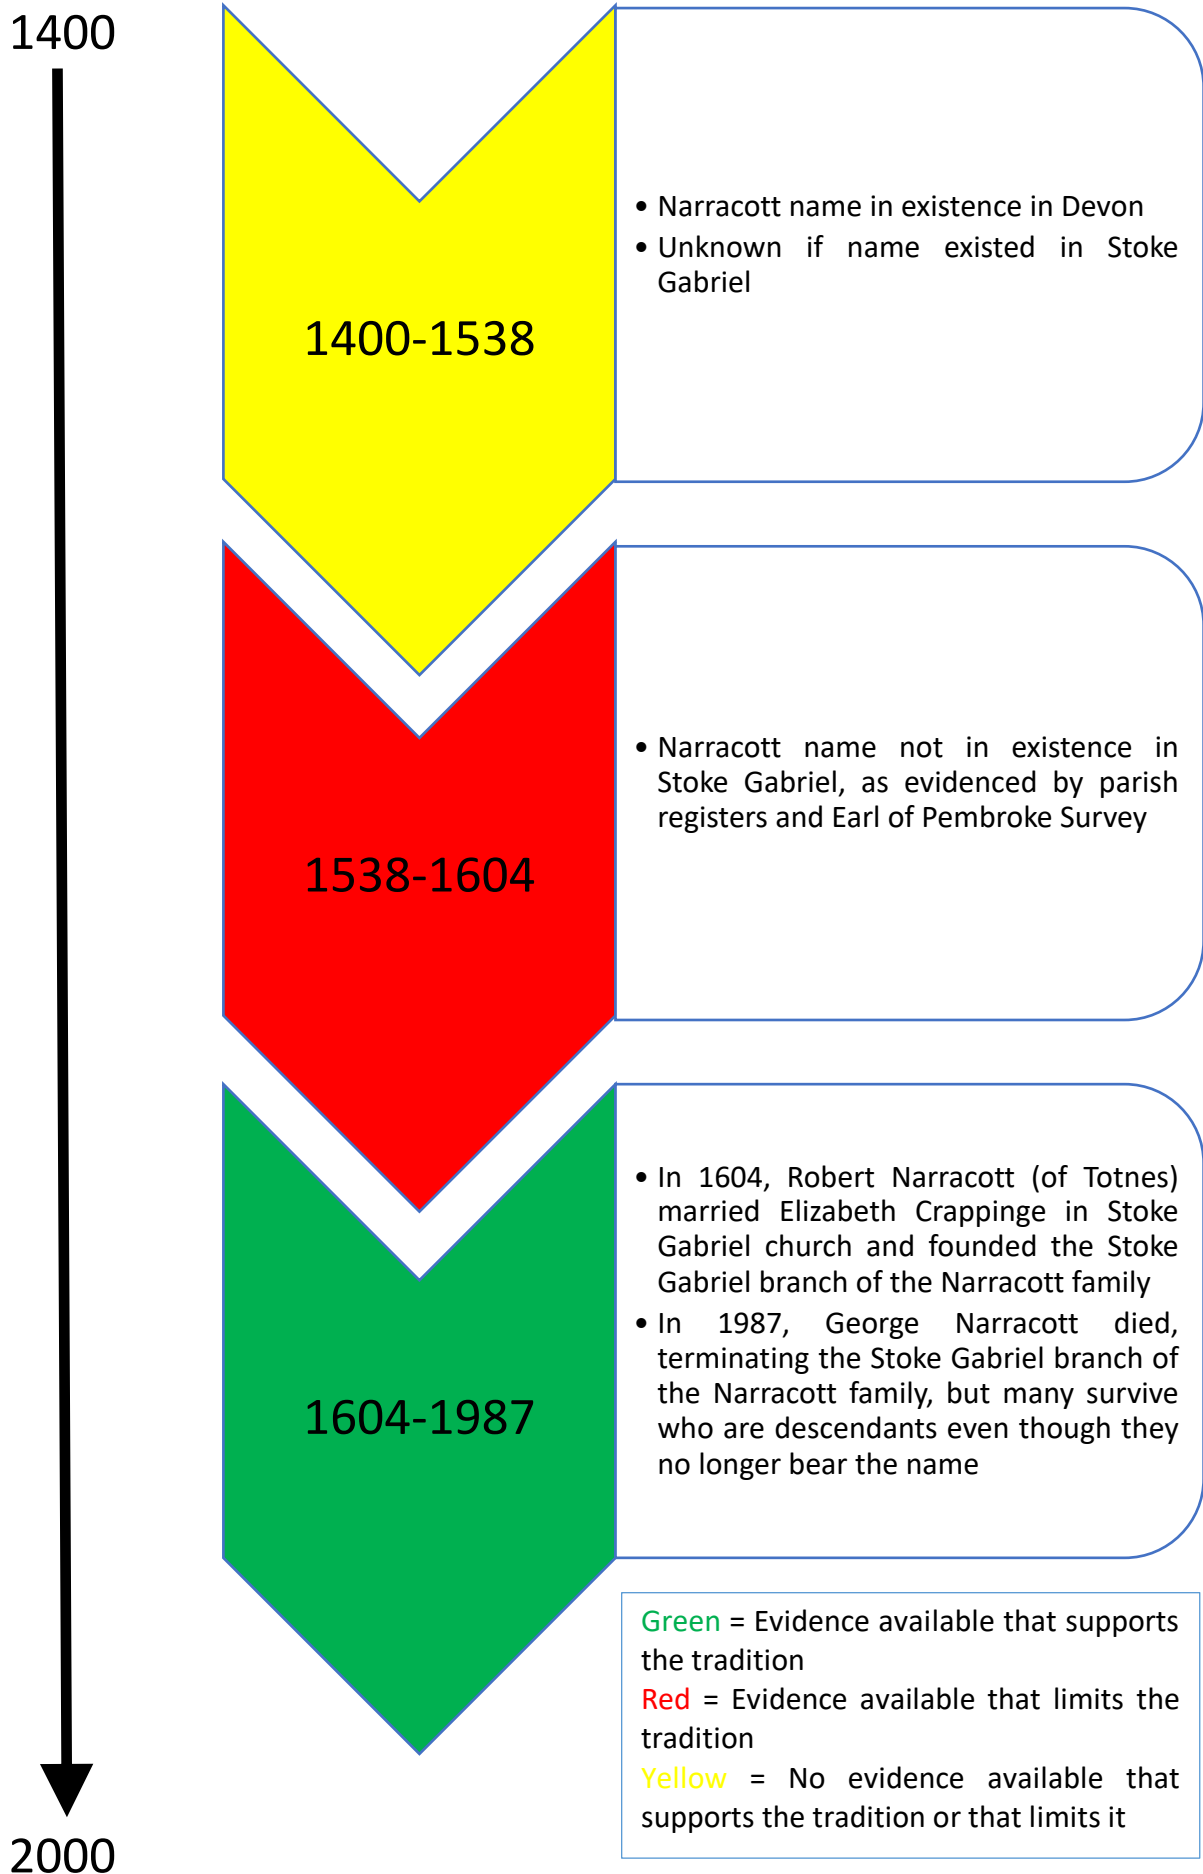 1400
1400-1538
• Narracott name in existence in Devon
• Unknown if name existed in Stoke
Gabriel
1538-1604
• Narracott name not in existence in
Stoke Gabriel, as evidenced by parish
registers and Earl of Pembroke Survey
1604-1987
• In 1604, Robert Narracott (of Totnes)
married Elizabeth Crappinge in Stoke
Gabriel church and founded the Stoke
Gabriel branch of the Narracott family
• In 1987, George Narracott died,
terminating the Stoke Gabriel branch of
the Narracott family, but many survive
who are descendants even though they
no longer bear the name
Green = Evidence available that supports
the tradition
Red = Evidence available that limits the
tradition
Yellow = No evidence available that
supports the tradition or that limits it
2000